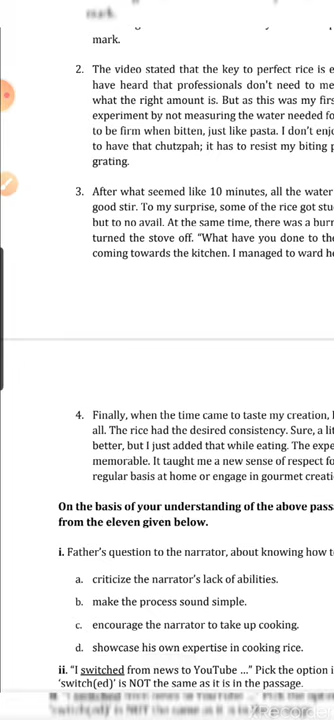 mark.
2. The video stated that the key to perfect rice is
have heard that professionals don't need to me
what the right amount is. But as this was my firs
experiment by not measuring the water needed fo
to be firm when bitten, just like pasta. I don't enj
to have that chutzpah; it has to resist my biting
grating.
3. After what seemed like 10 minutes, all the water
good stir. To my surprise, some of the rice got stu
but to no avail. At the same time, there was a bur
turned the stove off. "What have you done to th
coming towards the kitchen. I managed to ward h
4. Finally, when the time came to taste my creation,
all. The rice had the desired consistency. Sure, a lit
better, but I just added that while eating. The expe
memorable. It taught me a new sense of respect fo
regular basis at home or engage in gourmet creati
On the basis of your understanding of the above pass
from the eleven given below.
i. Father's question to the narrator, about knowing how t
a. criticize the narrator's lack of abilities.
b. make the process sound simple.
c. encourage the narrator to take up cooking.
d. showcase his own expertise in cooking rice.
ii. "I switched from news to YouTube ..." Pick the option i
'switch(ed)' is NOT the same as it is in the passage.